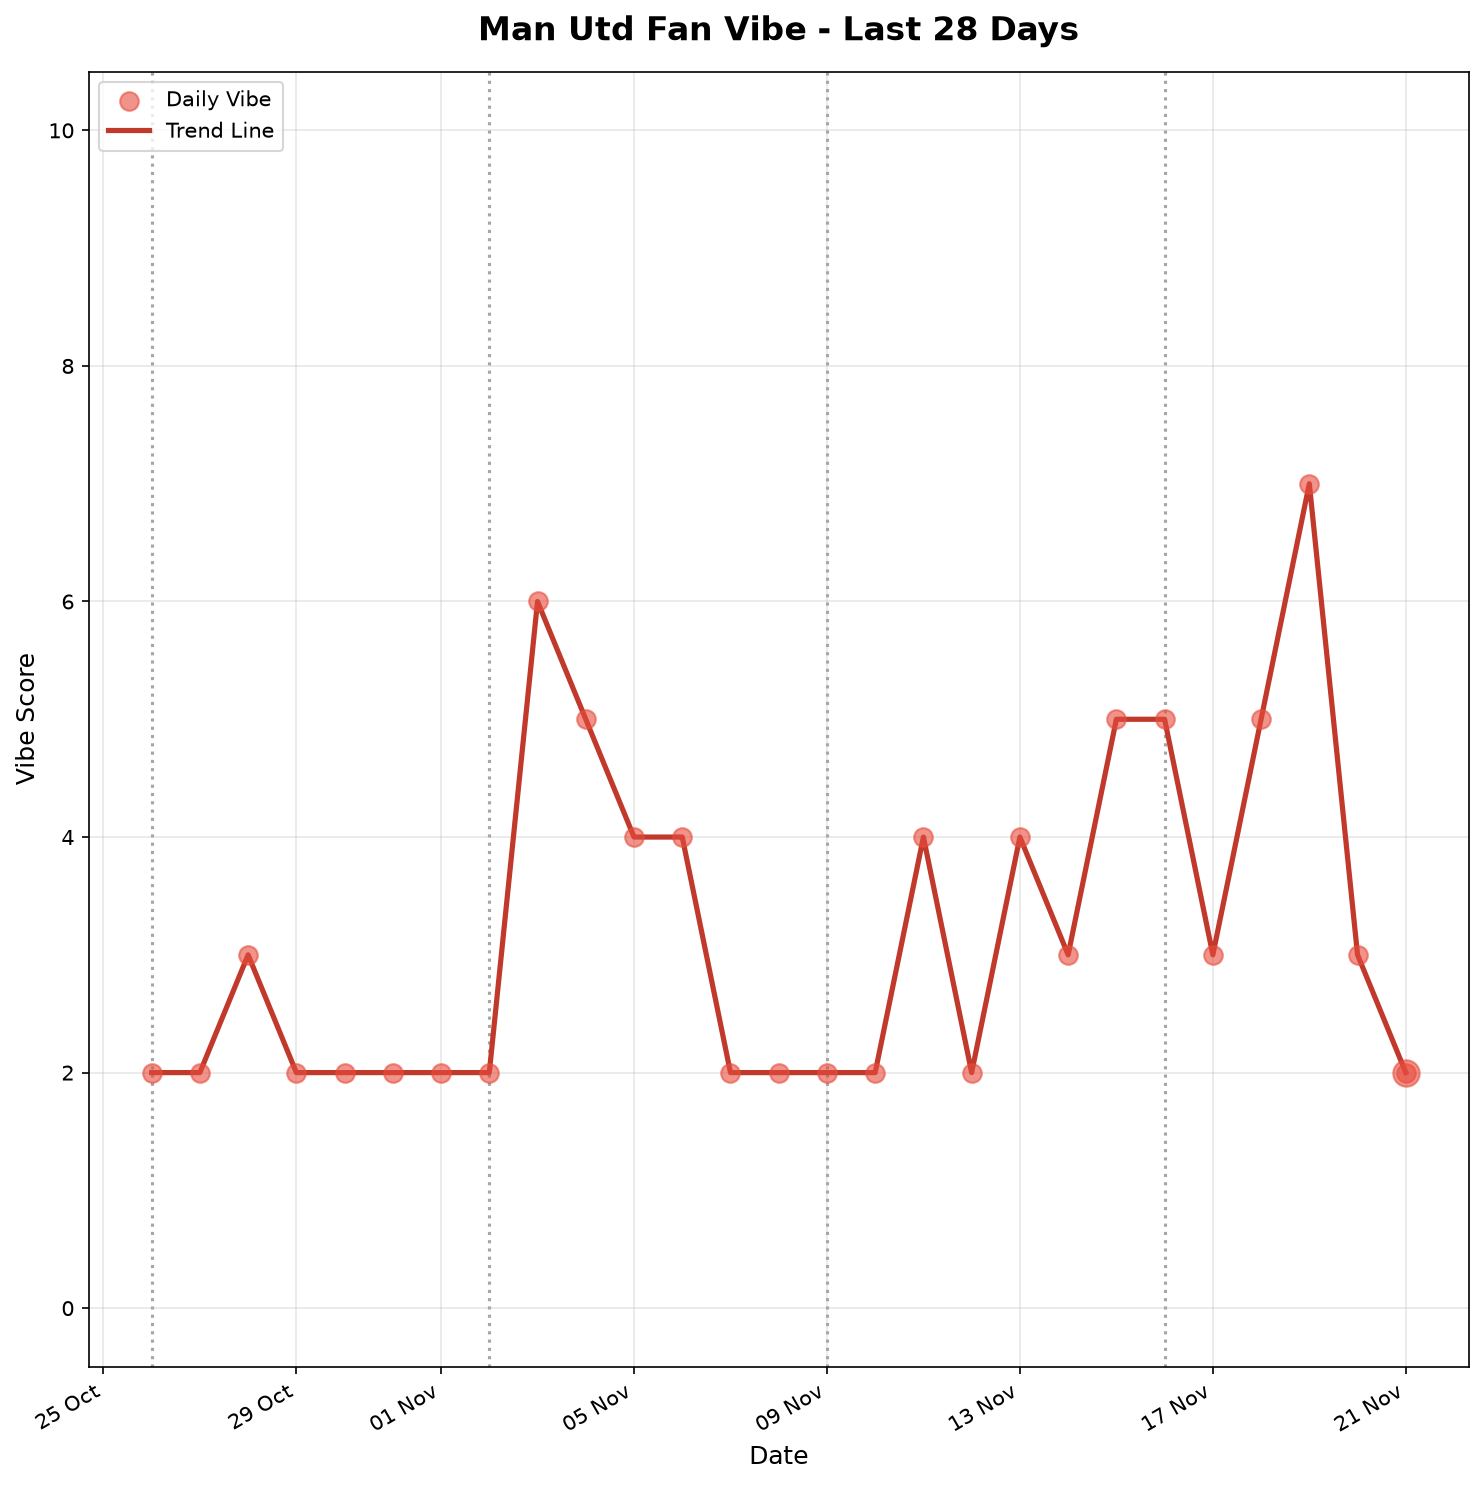 Man Utd Fan Vibe - Last 28 Days
Daily Vibe
Trend Line
10
8
6
4
2
0
Vibe Score
25 Oct
29 Oct
01 Nov
05 Nov
09 Nov
13 Nov
17 Nov
21 Nov
Date